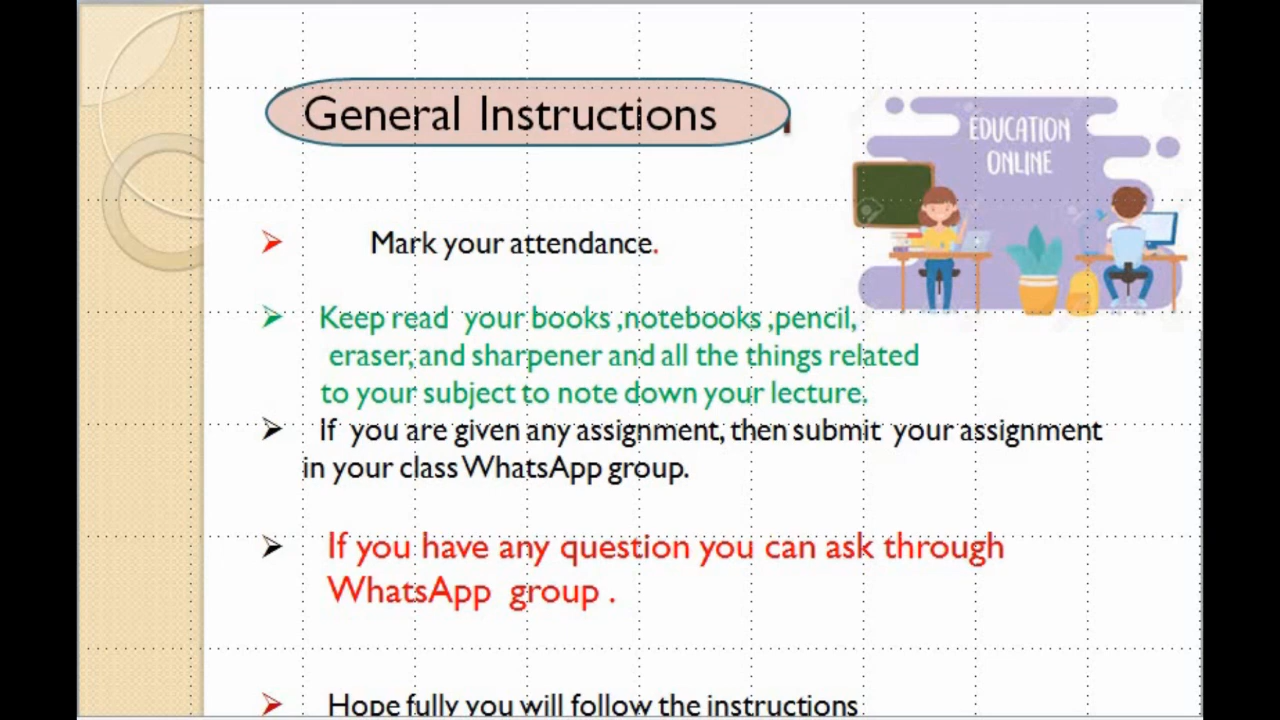 General Instructions
EDUCATION
ONLINE
Mark your attendance.
Keep read your books ,notebooks ,pencil,
eraser, and sharpener and all the things related
to your subject to note down your lecture.
If you are given any assignment, then submit your assignment
in your class WhatsApp group.
If you have any question you can ask through
WhatsApp group .
Hope fully you will follow the instructions